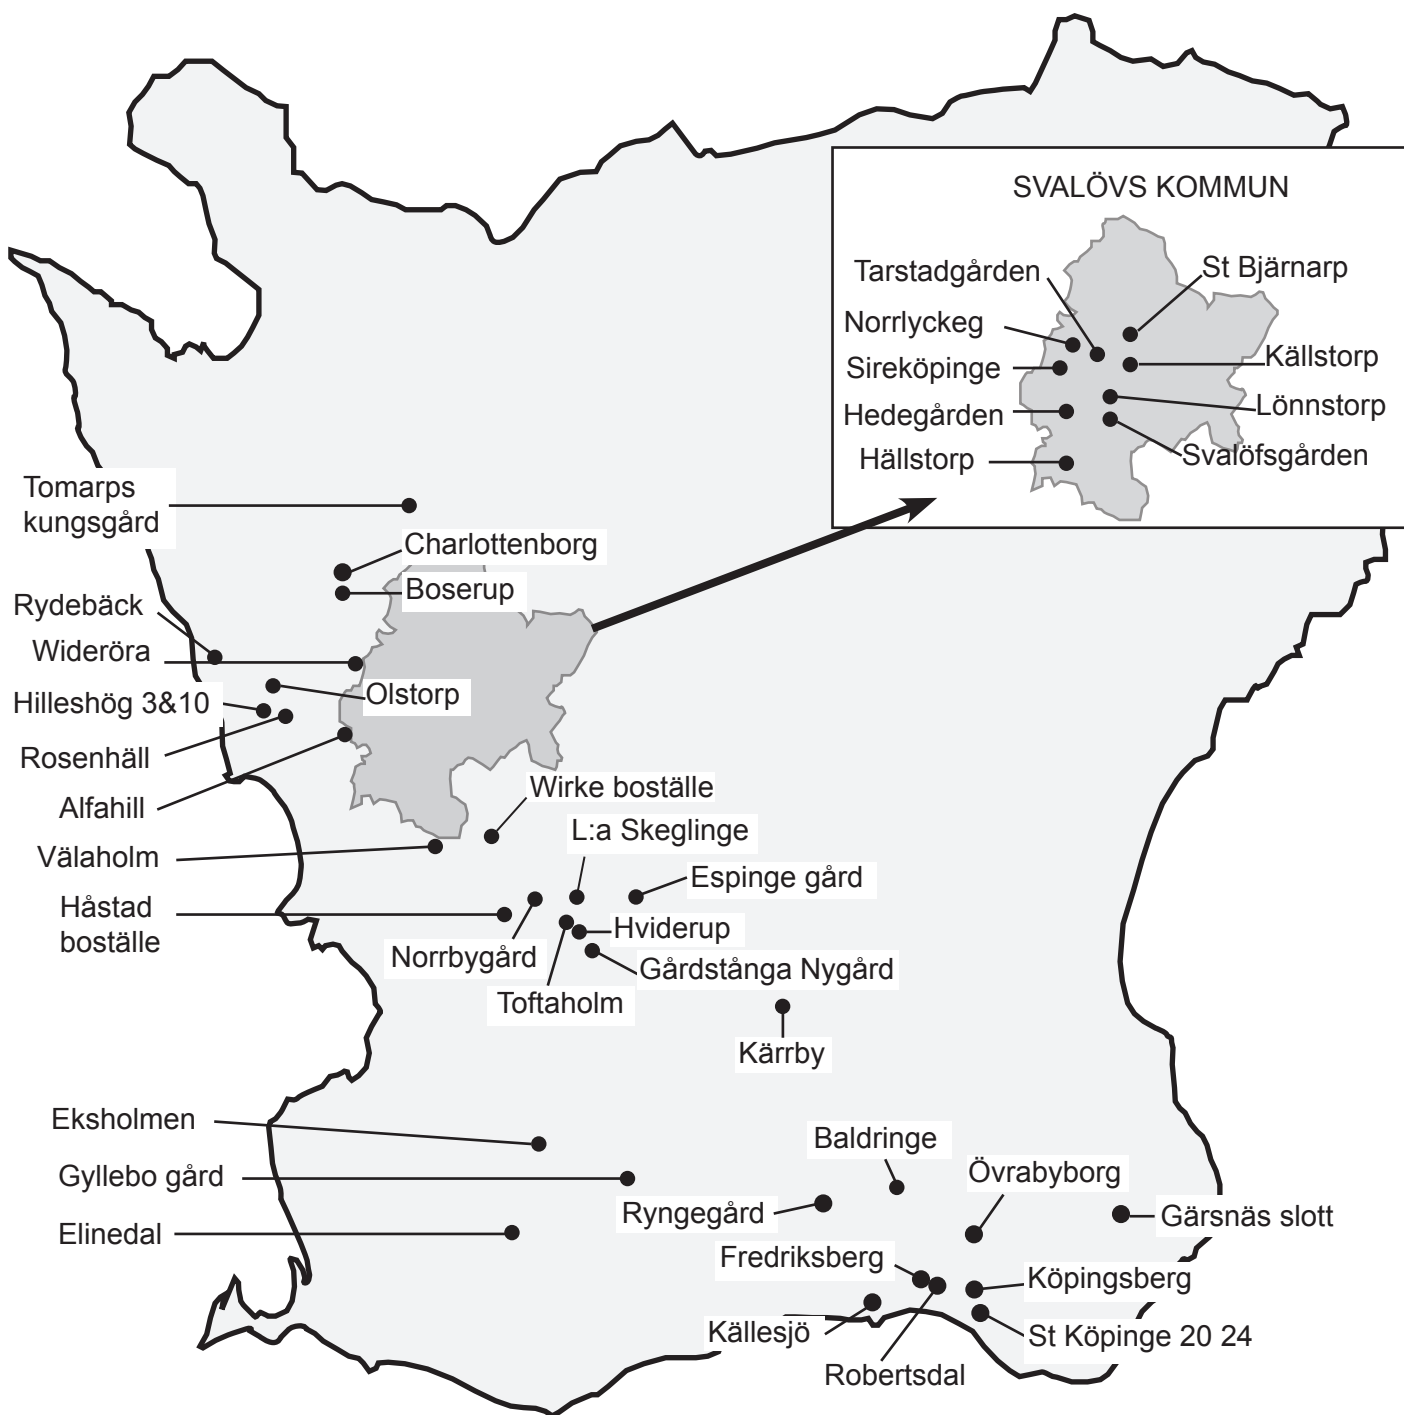 SVALÖVS KOMMUN
Tarstadgården
St Bjärnarp
Norrlyckeg
Sireköpinge
Källstorp
Hedegården
Lönnstorp
Hällstorp
Svalöfsgården
Tomarps
kungsgård
Charlottenborg
Boserup
Rydebäck
Wideröra
Olstorp
Hilleshög 3&10
Rosenhäll
Alfahill
Wirke boställe
L:a Skeglinge
Välaholm
Espinge gård
Håstad
boställe
Hviderup
Norrbygård
Gårdstånga Nygård
Toftaholm
Kärrby
Eksholmen
Baldringe
Gyllebo gård
Övrabyborg
Ryngegård
Gärsnäs slott
Elinedal
Fredriksberg
Köpingsberg
Källesjö
St Köpinge 20 24
Robertsdal